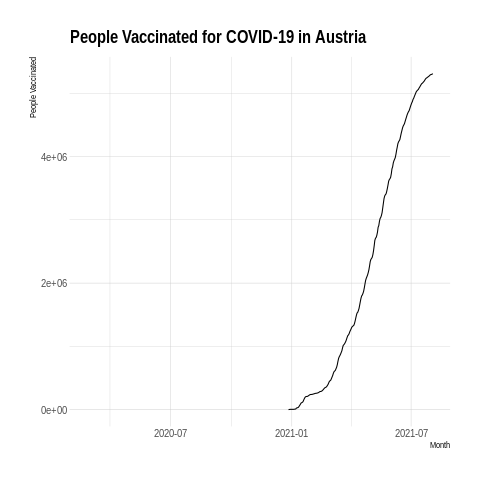 People Vaccinated for COVID-19 in Austria
People Vaccinated
4e+06
2e+06
0e+00
2020-07 2021-01 2021-07
Month